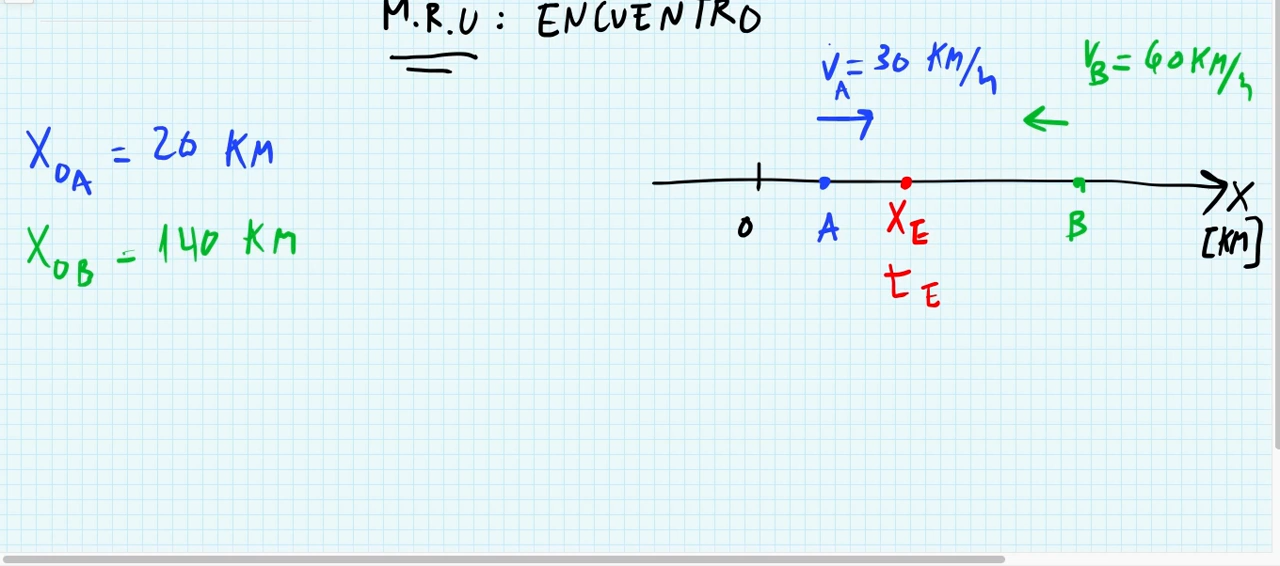 M.R.U : ENCUENTRO
V_A = 30 KM/h
V_B = 60 KM/h
X_0A = 20 KM
X_0B = 140 KM
0 A X_E B X
t_E [KM]